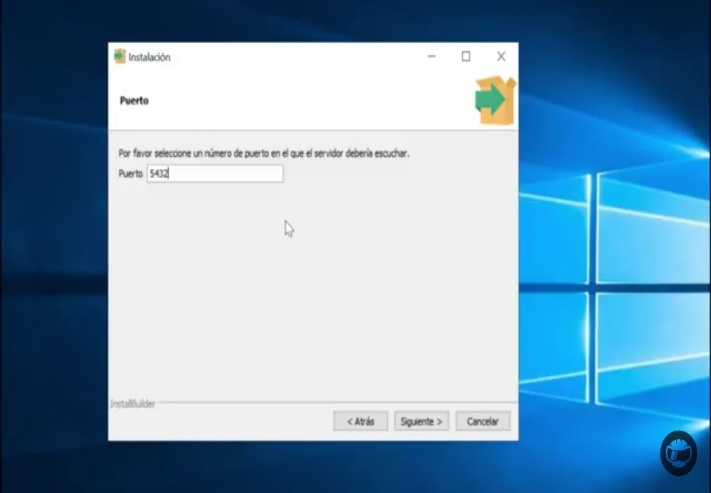 Instalación
Puerto
Por favor seleccione un número de puerto en el que el servidor debería escuchar.
Puerto 5432
InstallBuilder
< Atrás Siguiente > Cancelar